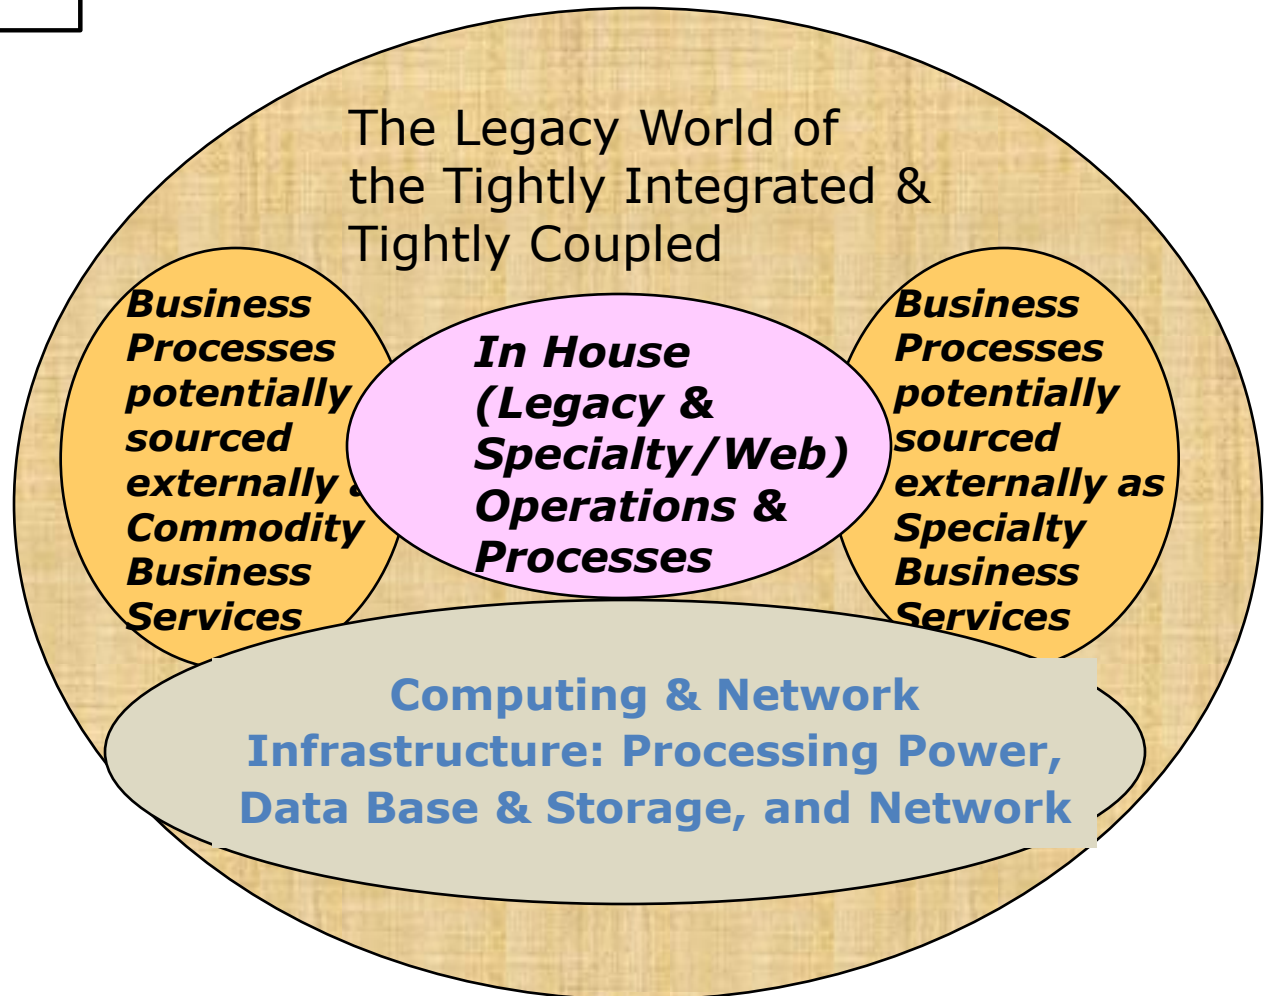 The Legacy World of
the Tightly Integrated &
Tightly Coupled
Business
Processes
potentially
sourced
externally
Commodity
Business
Services
In House
(Legacy &
Specialty/Web)
Operations &
Processes
Business
Processes
potentially
sourced
externally as
Specialty
Business
Services
Computing & Network
Infrastructure: Processing Power,
Data Base & Storage, and Network